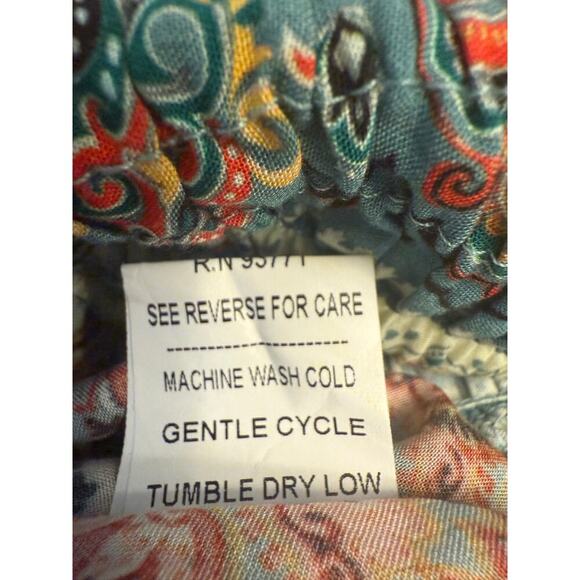 R.N 93771
SEE REVERSE FOR CARE
----------------------
MACHINE WASH COLD
GENTLE CYCLE
TUMBLE DRY LOW